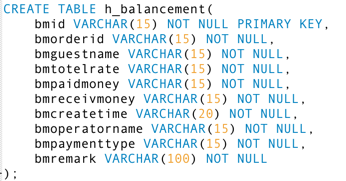 CREATE TABLE h_balancement(
bmid VARCHAR(15) NOT NULL PRIMARY KEY,
bmorderid VARCHAR(15) NOT NULL,
bmguestname VARCHAR(15) NOT NULL,
bmtotelrate VARCHAR(15) NOT NULL,
bmpaidmoney VARCHAR(15) NOT NULL,
bmreceivmoney VARCHAR(15) NOT NULL,
bmcreatetime VARCHAR(20) NOT NULL,
bmoperatorname VARCHAR(15) NOT NULL,
bmpaymenttype VARCHAR(15) NOT NULL,
bmremark VARCHAR(100) NOT NULL
);